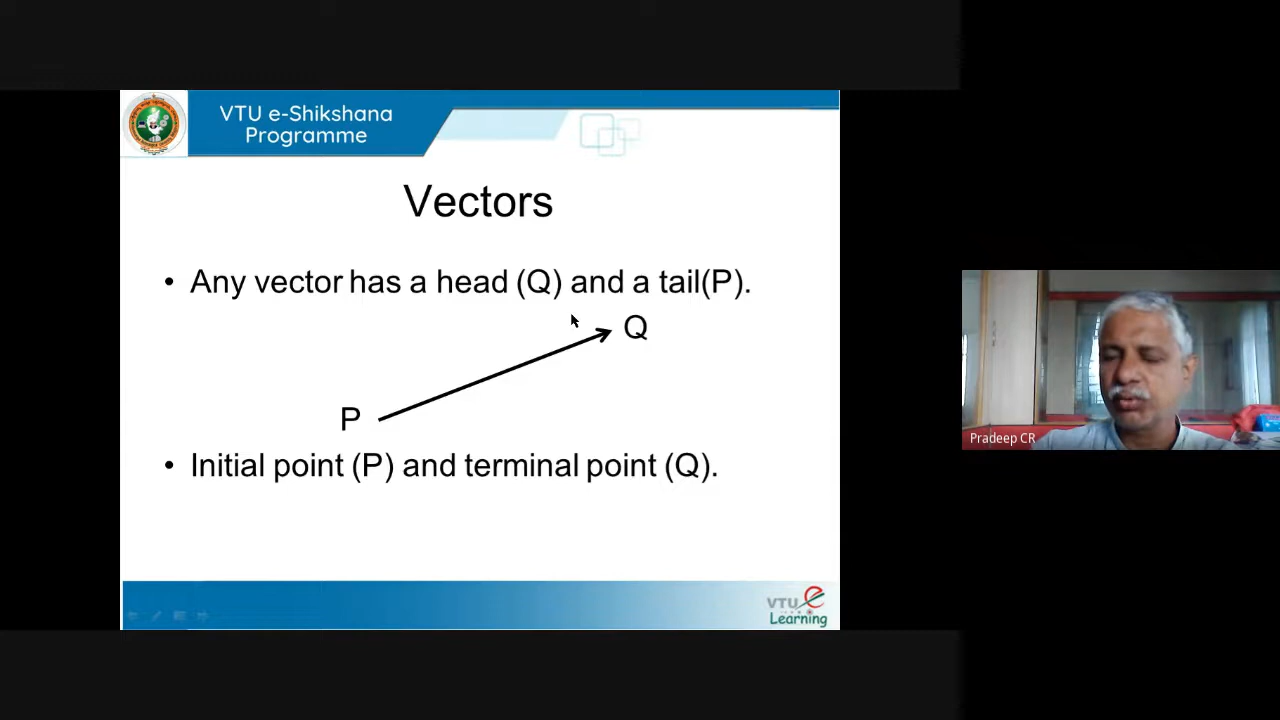 VTU e-Shikshana
Programme
Vectors
• Any vector has a head (Q) and a tail(P).
Q
P
• Initial point (P) and terminal point (Q).
Pradeep CR
VTU e
Learning